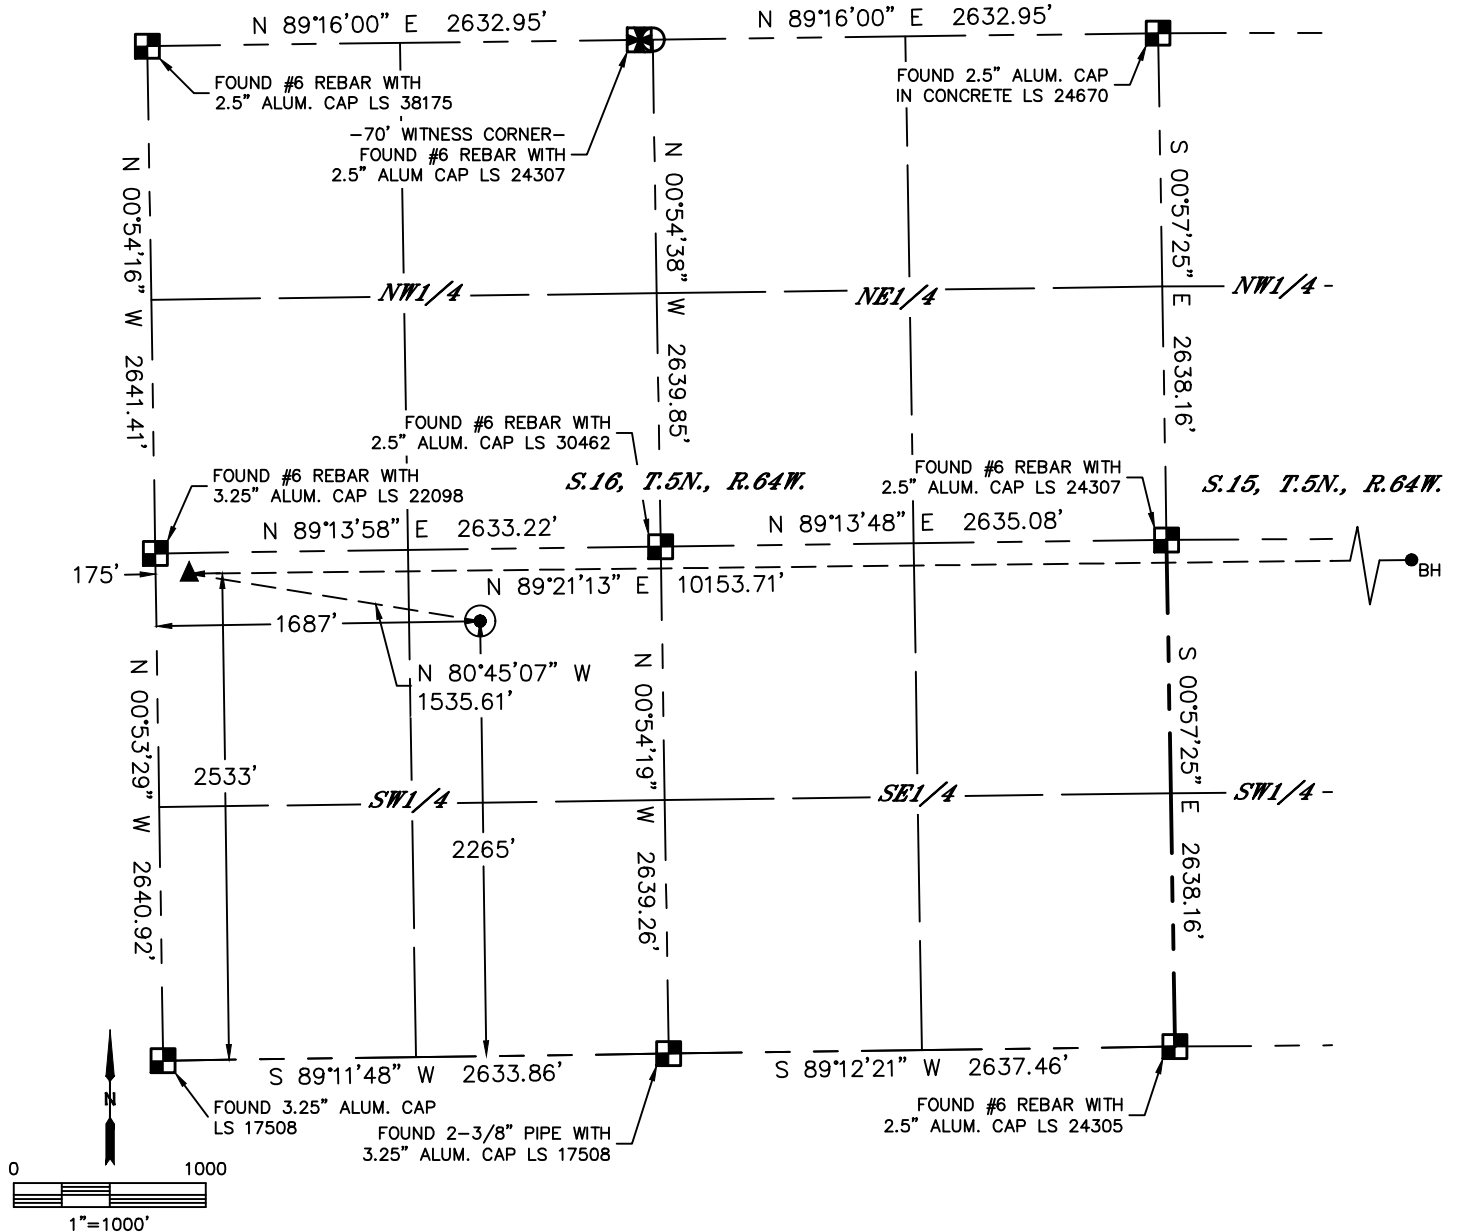 N 89°16'00" E 2632.95'
N 89°16'00" E 2632.95'
FOUND #6 REBAR WITH
2.5" ALUM. CAP LS 38175
FOUND 2.5" ALUM. CAP
IN CONCRETE LS 24670
-70' WITNESS CORNER-
FOUND #6 REBAR WITH
2.5" ALUM CAP LS 24307
N 00°54'16" W 2641.41'
N 00°54'38" W 2639.85'
S 00°57'25" E 2638.16'
NW1/4
NE1/4
NW1/4
FOUND #6 REBAR WITH
2.5" ALUM. CAP LS 30462
FOUND #6 REBAR WITH
3.25" ALUM. CAP LS 22098
S.16, T.5N., R.64W.
FOUND #6 REBAR WITH
2.5" ALUM. CAP LS 24307
S.15, T.5N., R.64W.
N 89°13'58" E 2633.22'
N 89°13'48" E 2635.08'
175'
N 89°21'13" E 10153.71'
BH
1687'
N 80°45'07" W
1535.61'
N 00°53'29" W 2640.92'
N 00°54'19" W 2639.26'
S 00°57'25" E 2638.16'
2533'
SW1/4
SE1/4
SW1/4
2265'
S 89°11'48" W 2633.86'
S 89°12'21" W 2637.46'
N
FOUND 3.25" ALUM. CAP
LS 17508
FOUND 2-3/8" PIPE WITH
3.25" ALUM. CAP LS 17508
FOUND #6 REBAR WITH
2.5" ALUM. CAP LS 24305
0 1000
1"=1000'